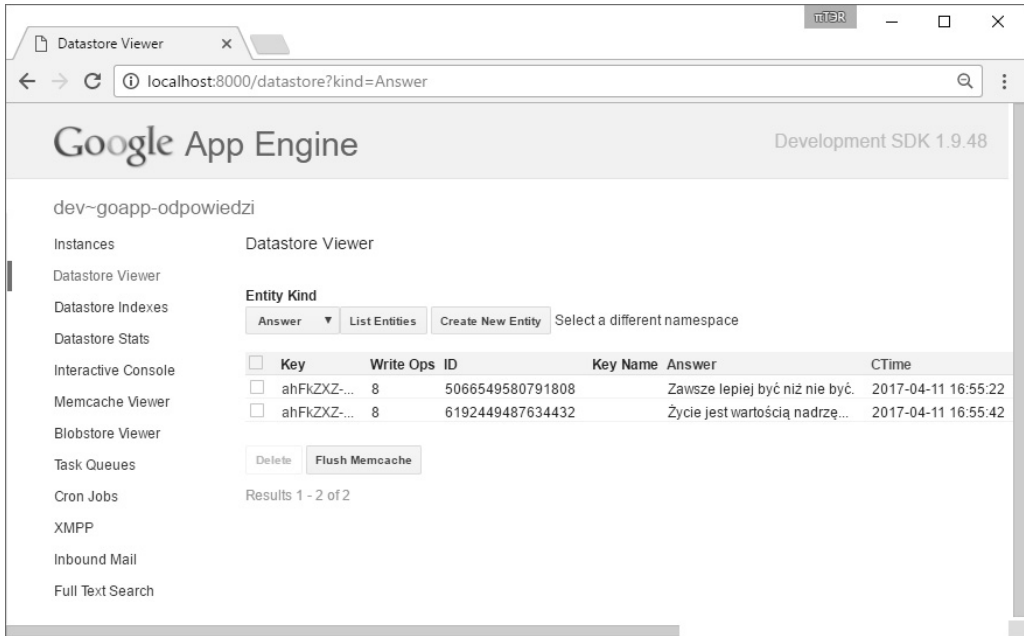 πT3R
Datastore Viewer
localhost:8000/datastore?kind=Answer
Google App Engine
Development SDK 1.9.48
dev~goapp-odpowiedzi
Instances
Datastore Viewer
Datastore Indexes
Datastore Stats
Interactive Console
Memcache Viewer
Blobstore Viewer
Task Queues
Cron Jobs
XMPP
Inbound Mail
Full Text Search
Datastore Viewer
Entity Kind
Answer List Entities Create New Entity Select a different namespace
Key Write Ops ID Key Name Answer CTime
ahFkZXZ-... 8 5066549580791808 Zawsze lepiej być niż nie być. 2017-04-11 16:55:22
ahFkZXZ-... 8 6192449487634432 Życie jest wartością nadrzę... 2017-04-11 16:55:42
Delete Flush Memcache
Results 1 - 2 of 2